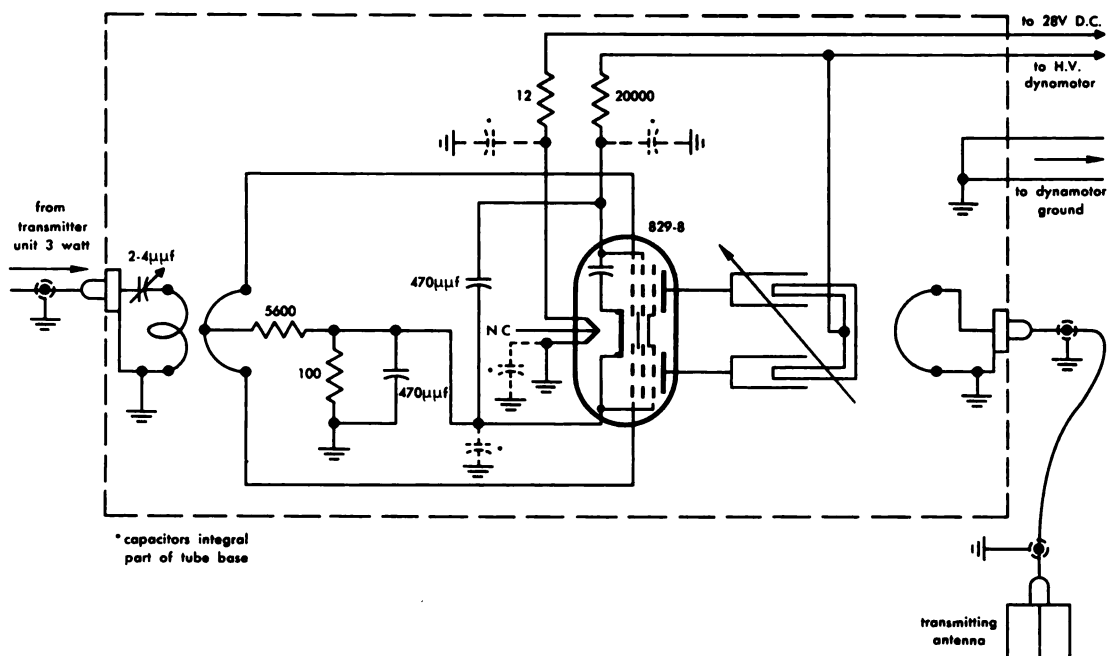 to 28V D.C.
to H.V.
dynomotor
12
20000
*
*
to dynamotor
ground
from
transmitter
unit 3 watt
829-8
2-4μμf
470μμf
5600
N C
100
*
470μμf
*
* capacitors integral
part of tube base
transmitting
antenna